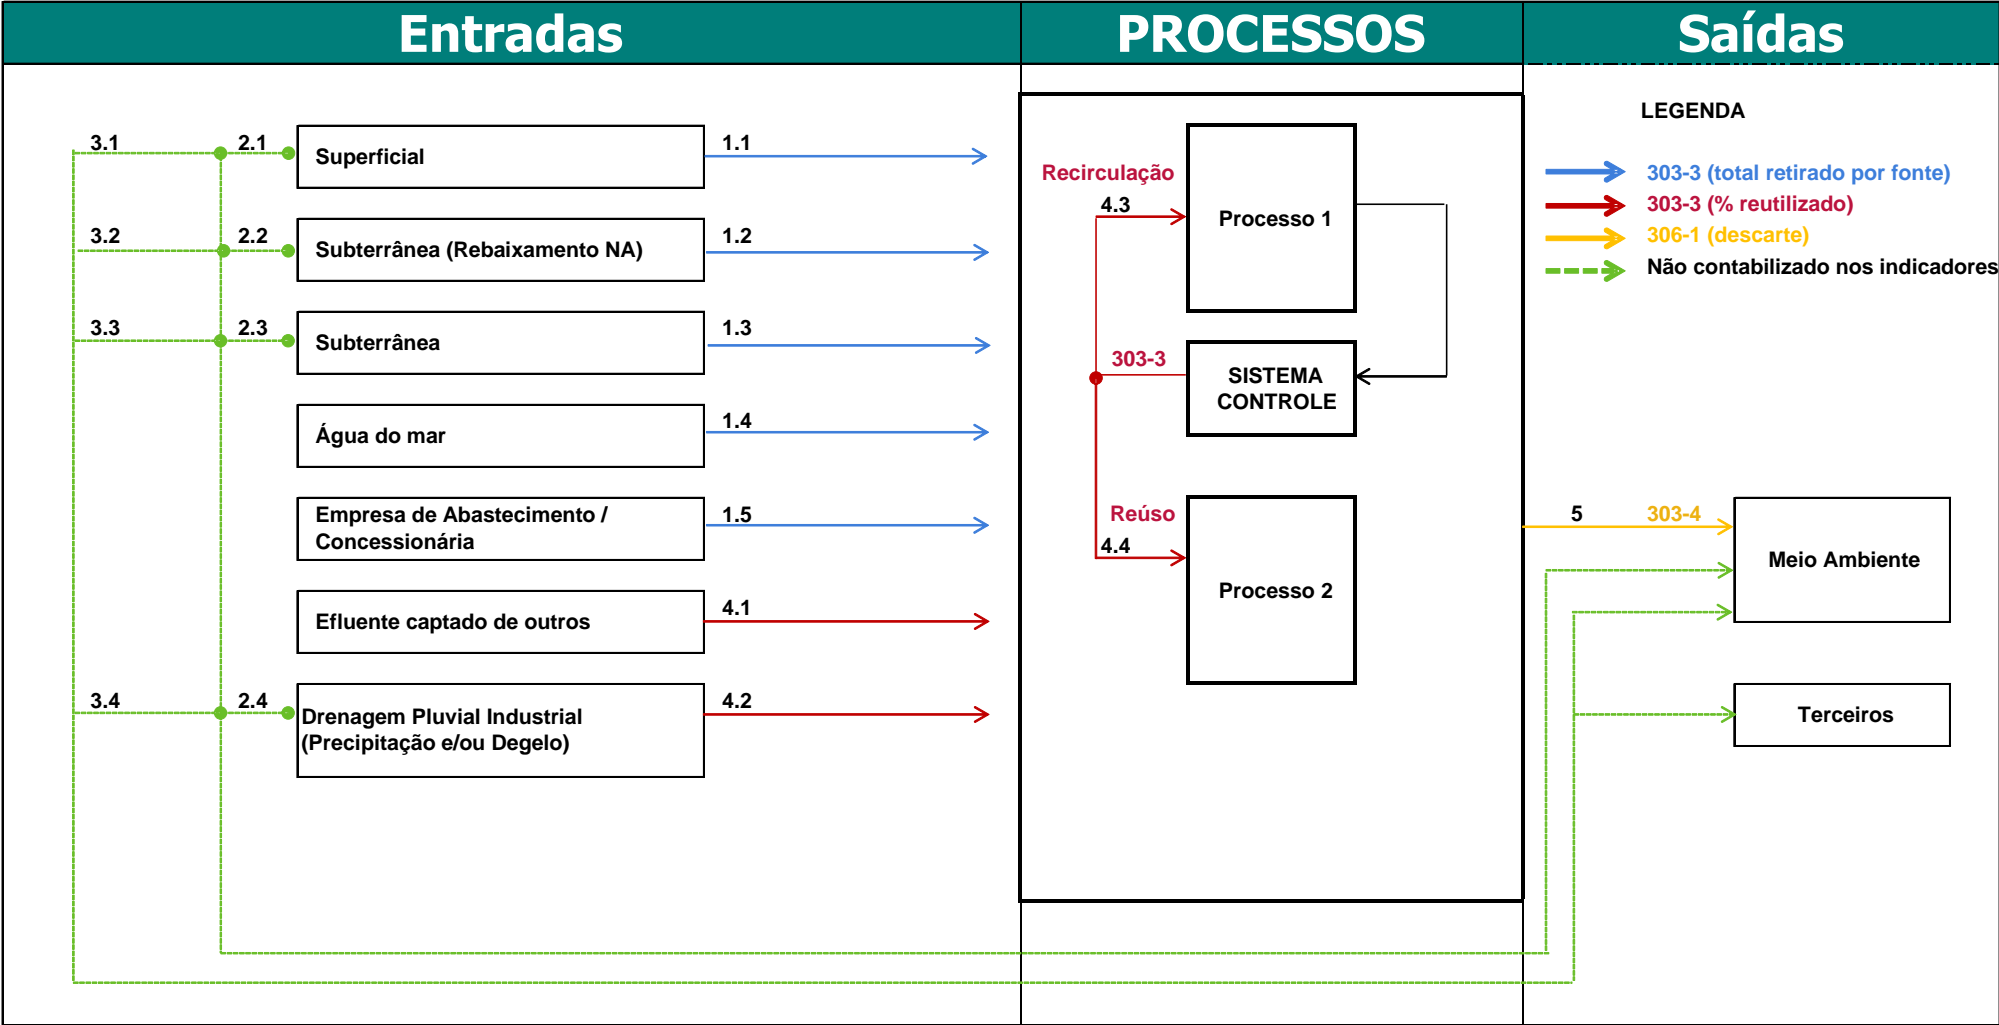 Entradas
PROCESSOS
Saídas
3.1
2.1
Superficial
1.1
3.2
2.2
Subterrânea (Rebaixamento NA)
1.2
3.3
2.3
Subterrânea
1.3
Água do mar
1.4
Empresa de Abastecimento /
Concessionária
1.5
Efluente captado de outros
4.1
3.4
2.4
Drenagem Pluvial Industrial
(Precipitação e/ou Degelo)
4.2
Recirculação
4.3
Processo 1
303-3
SISTEMA
CONTROLE
Reúso
4.4
Processo 2
LEGENDA
303-3 (total retirado por fonte)
303-3 (% reutilizado)
306-1 (descarte)
Não contabilizado nos indicadores
5
303-4
Meio Ambiente
Terceiros